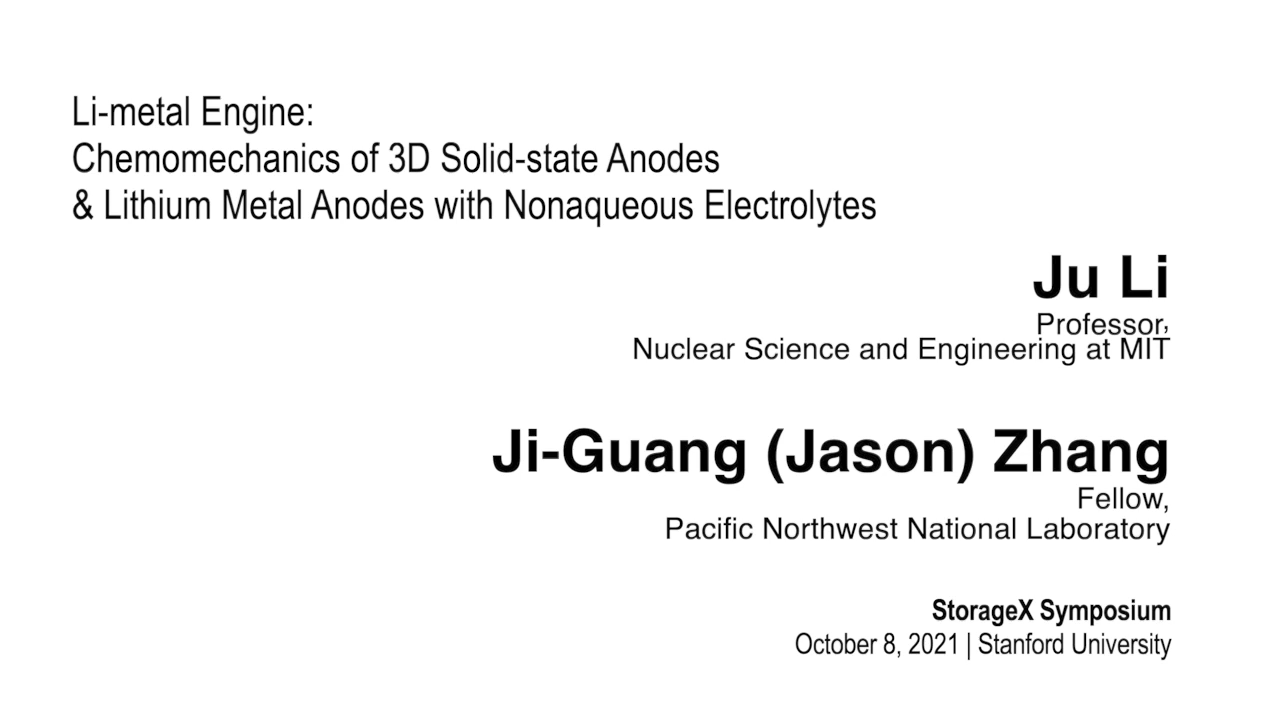 Li-metal Engine:
Chemomechanics of 3D Solid-state Anodes
& Lithium Metal Anodes with Nonaqueous Electrolytes
Ju Li
Professor,
Nuclear Science and Engineering at MIT
Ji-Guang (Jason) Zhang
Fellow,
Pacific Northwest National Laboratory
StorageX Symposium
October 8, 2021 | Stanford University